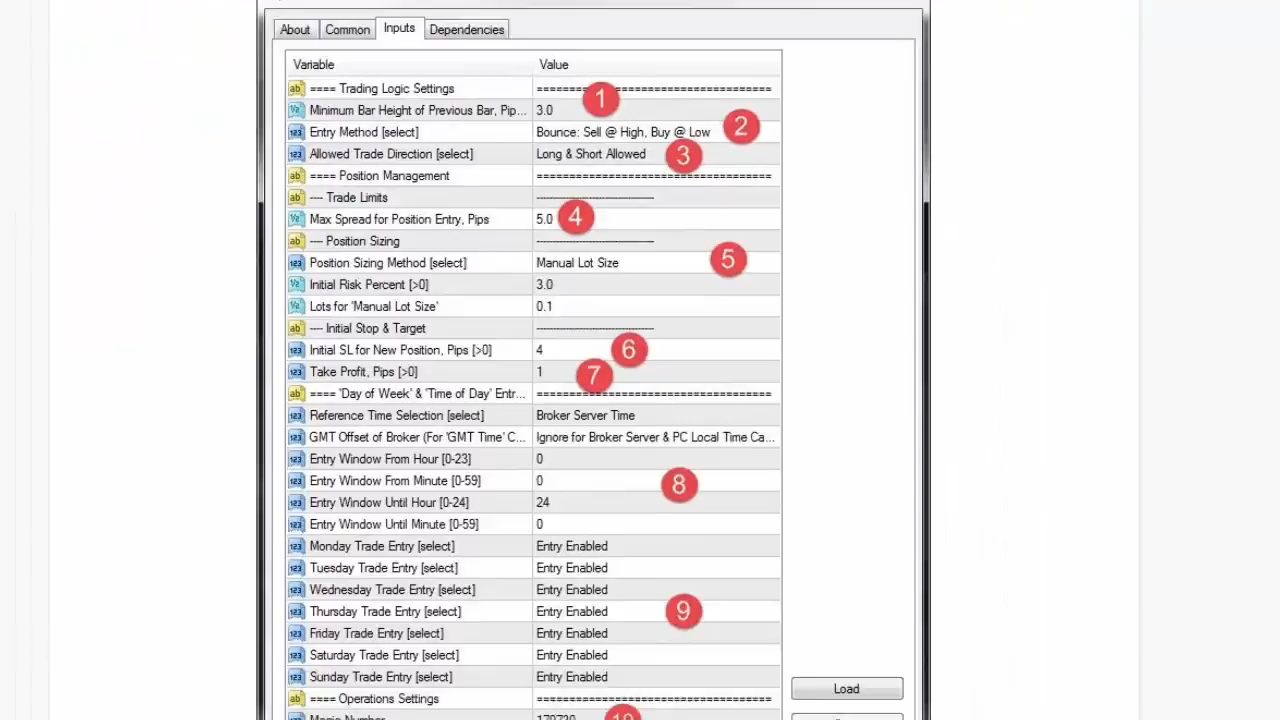 About Common Inputs Dependencies
Variable Value
==== Trading Logic Settings ====================================
1
Minimum Bar Height of Previous Bar, Pip... 3.0
Entry Method [select] Bounce: Sell @ High, Buy @ Low 2
Allowed Trade Direction [select] Long & Short Allowed 3
==== Position Management ====================================
---- Trade Limits ------------------------------------
Max Spread for Position Entry, Pips 5.0 4
---- Position Sizing ------------------------------------
Position Sizing Method [select] Manual Lot Size 5
Initial Risk Percent [>0] 3.0
Lots for 'Manual Lot Size' 0.1
---- Initial Stop & Target ------------------------------------
Initial SL for New Position, Pips [>0] 4 6
Take Profit, Pips [>0] 1 7
==== 'Day of Week' & 'Time of Day' Entr... ====================================
Reference Time Selection [select] Broker Server Time
GMT Offset of Broker (For 'GMT Time' C... Ignore for Broker Server & PC Local Time Ca...
Entry Window From Hour [0-23] 0
Entry Window From Minute [0-59] 0 8
Entry Window Until Hour [0-24] 24
Entry Window Until Minute [0-59] 0
Monday Trade Entry [select] Entry Enabled
Tuesday Trade Entry [select] Entry Enabled
Wednesday Trade Entry [select] Entry Enabled
Thursday Trade Entry [select] Entry Enabled 9
Friday Trade Entry [select] Entry Enabled
Saturday Trade Entry [select] Entry Enabled
Sunday Trade Entry [select] Entry Enabled
Load
==== Operations Settings ====================================
Magic Number